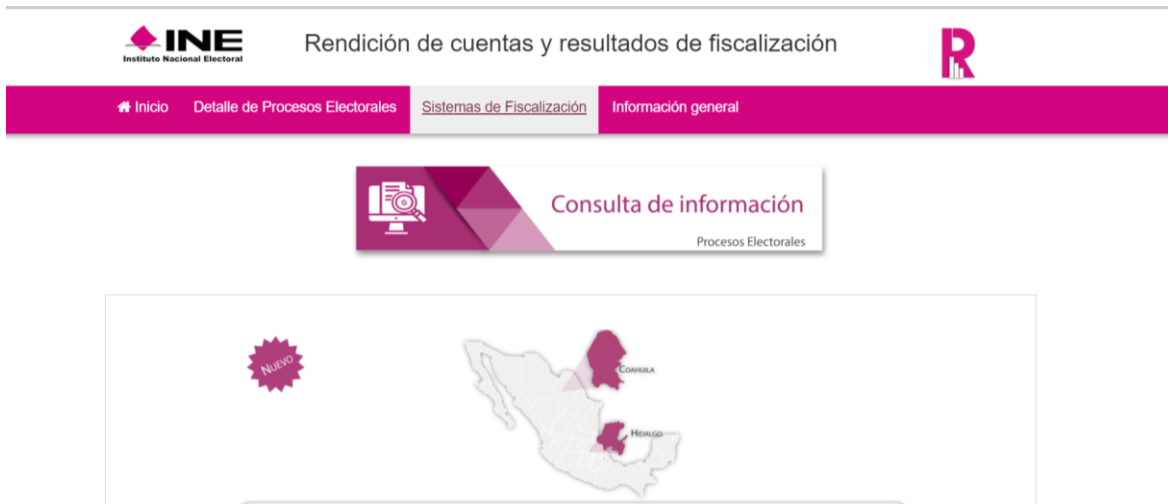 INE
Instituto Nacional Electoral
Rendición de cuentas y resultados de fiscalización
R
Inicio Detalle de Procesos Electorales Sistemas de Fiscalización Información general
Consulta de información
Procesos Electorales
NUEVO
COAHUILA
HIDALGO